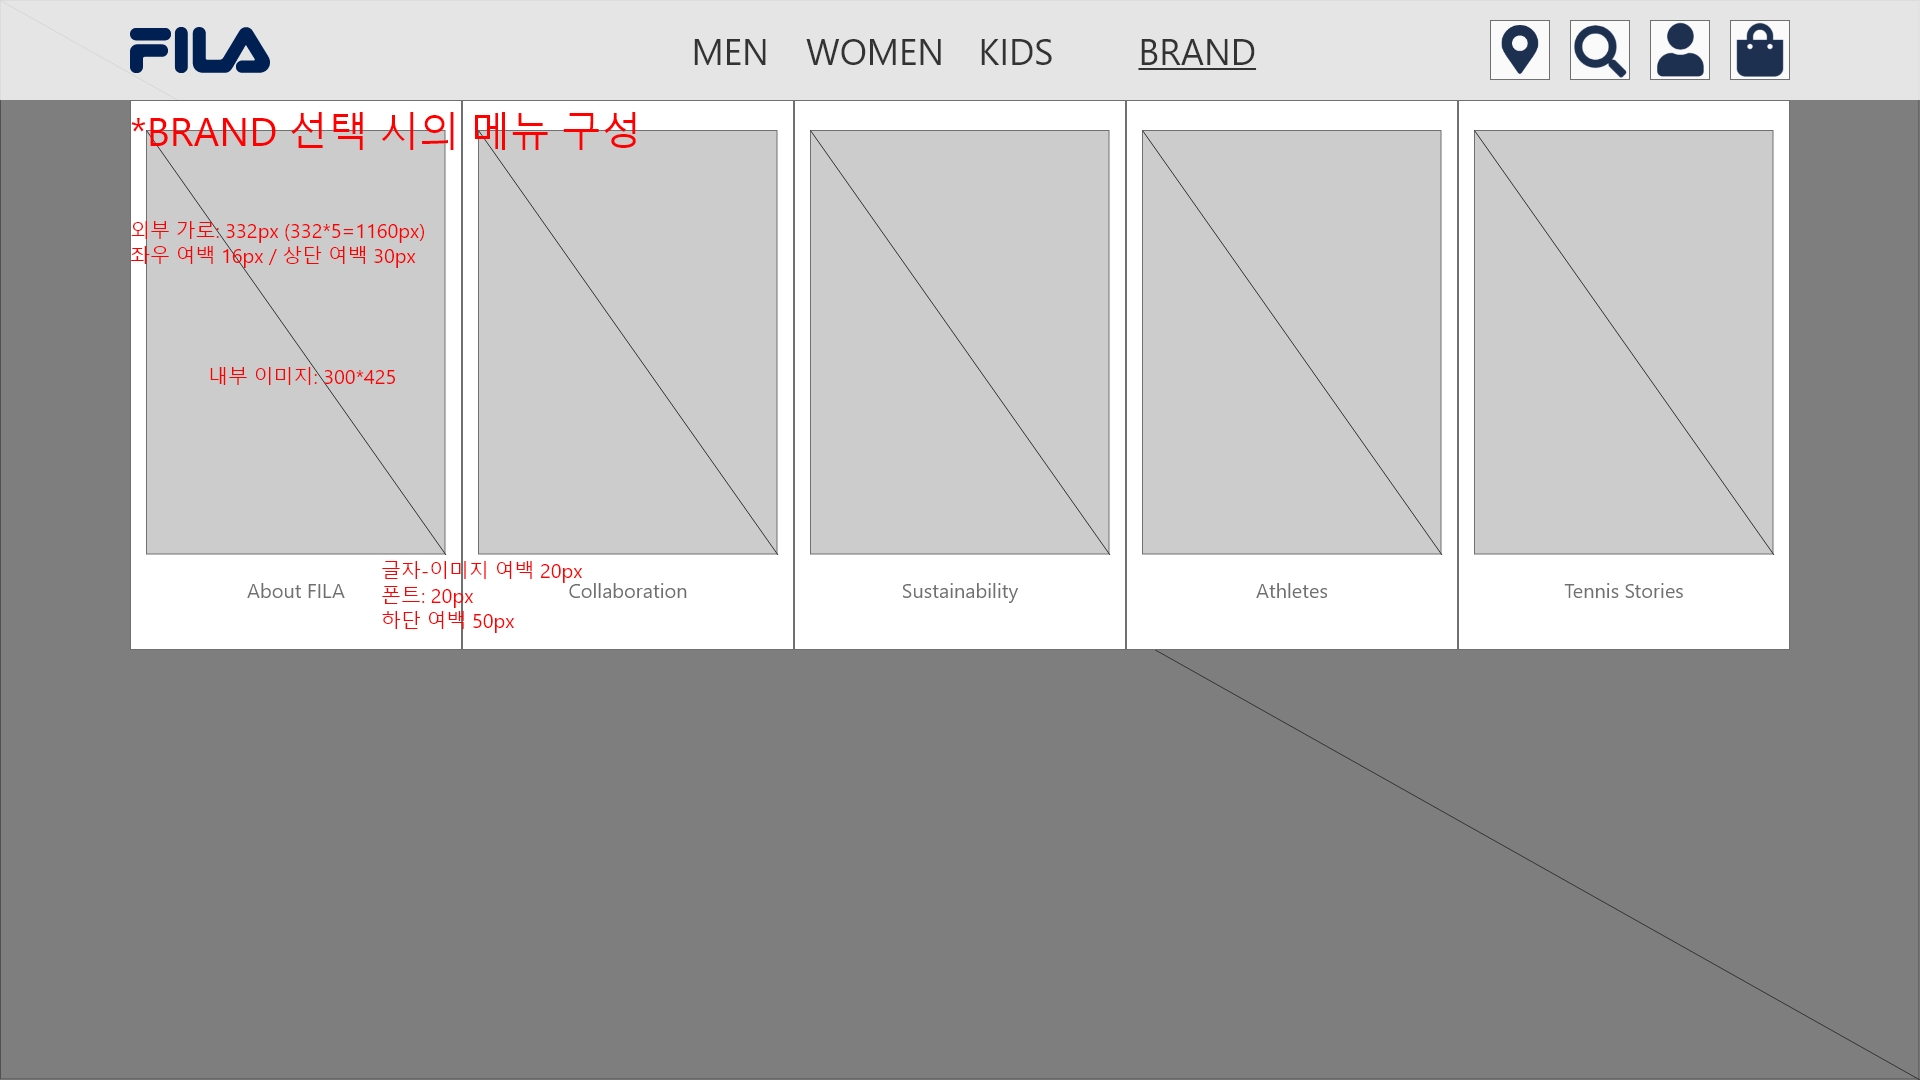 FILA
MEN WOMEN KIDS BRAND
*BRAND 선택 시의 메뉴 구성
외부 가로: 332px (332*5=1160px)
좌우 여백 16px / 상단 여백 30px
내부 이미지: 300*425
글자-이미지 여백 20px
폰트: 20px
하단 여백 50px
About FILA
Collaboration
Sustainability
Athletes
Tennis Stories